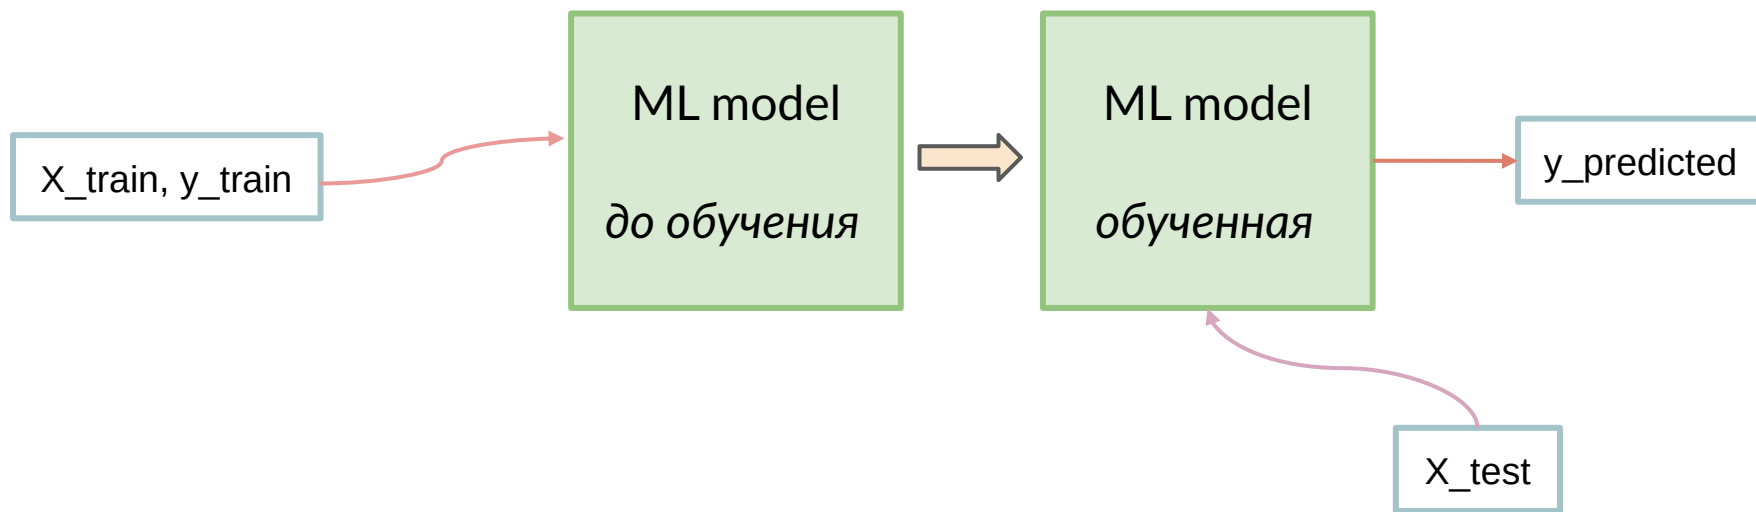 X_train, y_train
ML model
до обучения
ML model
обученная
y_predicted
X_test